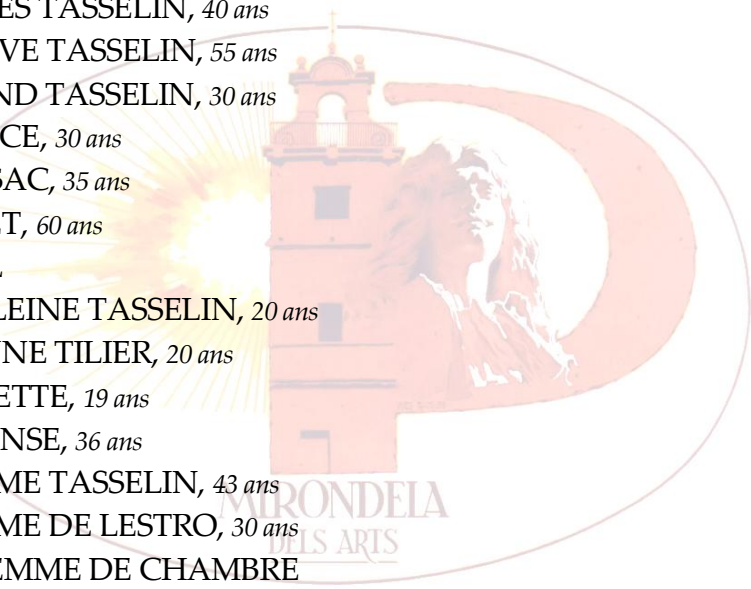 ES TASSELIN, 40 ans
VE TASSELIN, 55 ans
ND TASSELIN, 30 ans
CE, 30 ans
SAC, 35 ans
ET, 60 ans
LEINE TASSELIN, 20 ans
NE TILIER, 20 ans
ETTE, 19 ans
NSE, 36 ans
ME TASSELIN, 43 ans
ME DE LESTRO, 30 ans
EMME DE CHAMBRE
MIRONDELA
DELS ARTS